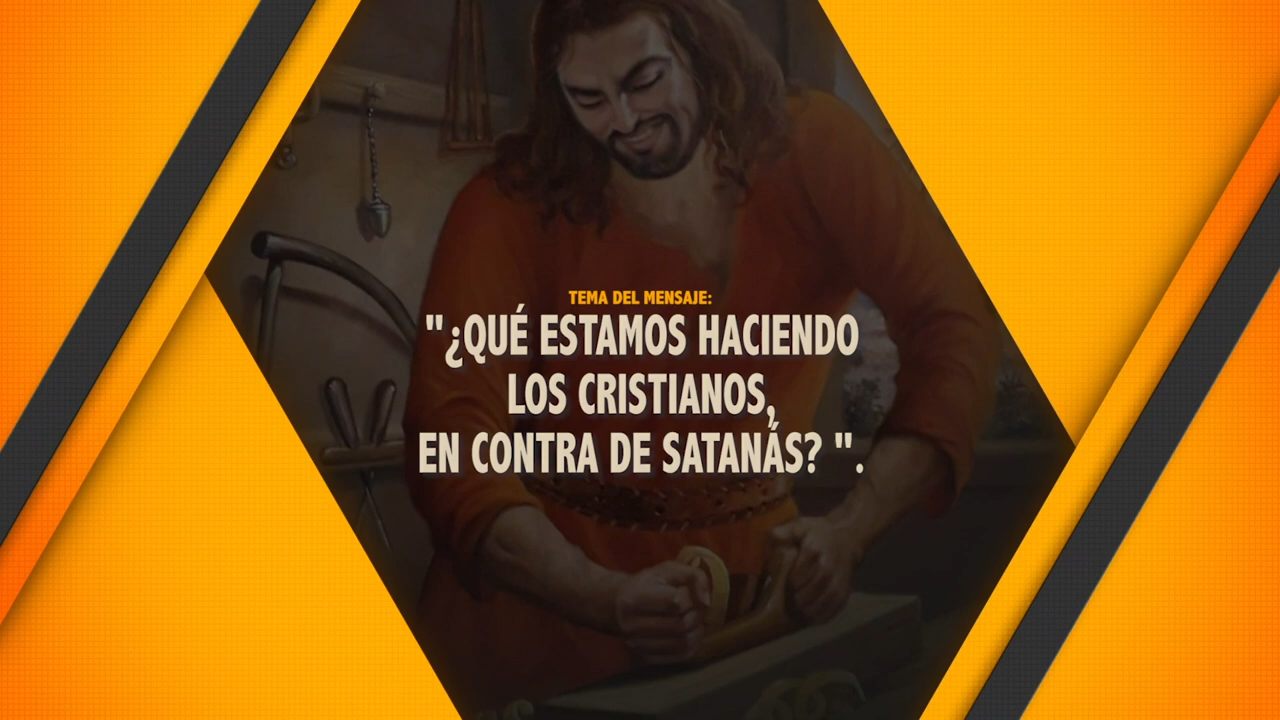 TEMA DEL MENSAJE:
"¿QUÉ ESTAMOS HACIENDO
LOS CRISTIANOS,
EN CONTRA DE SATANÁS? ".